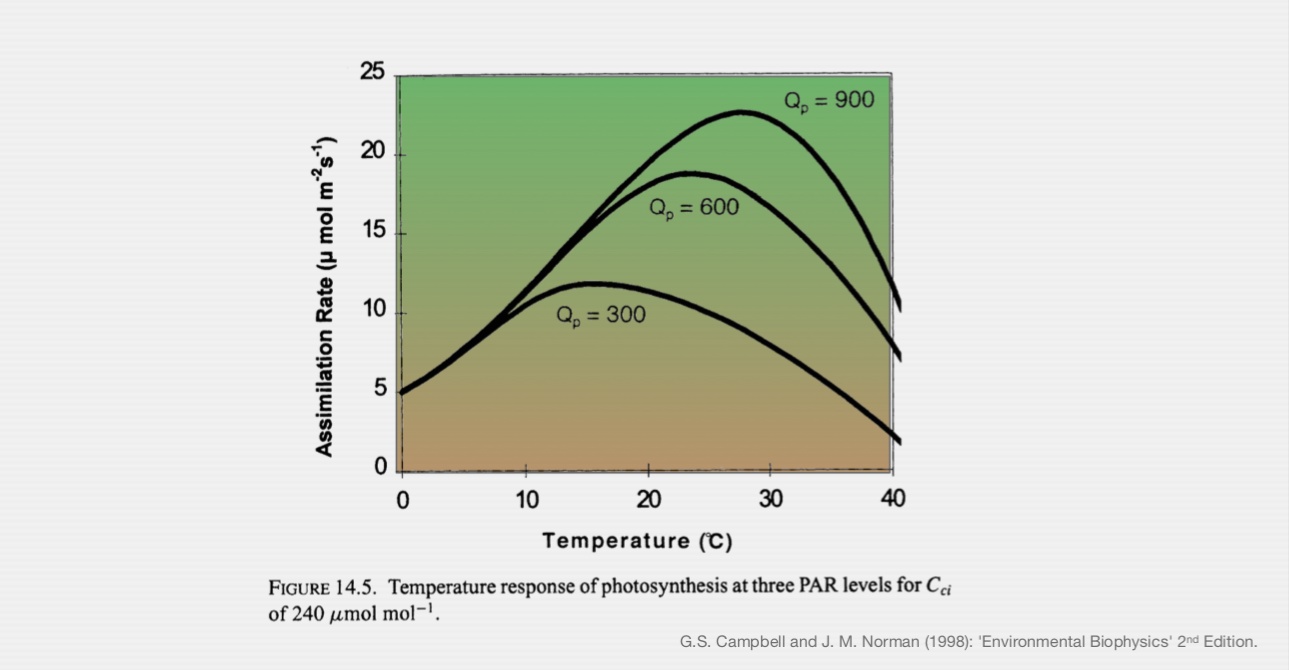 25
20
15
10
5
0
Assimilation Rate (μ mol m⁻²s⁻¹)
Qₚ = 900
Qₚ = 600
Qₚ = 300
0 10 20 30 40
Temperature (°C)
FIGURE 14.5. Temperature response of photosynthesis at three PAR levels for C_ci
of 240 μmol mol⁻¹.
G.S. Campbell and J. M. Norman (1998): 'Environmental Biophysics' 2ⁿᵈ Edition.